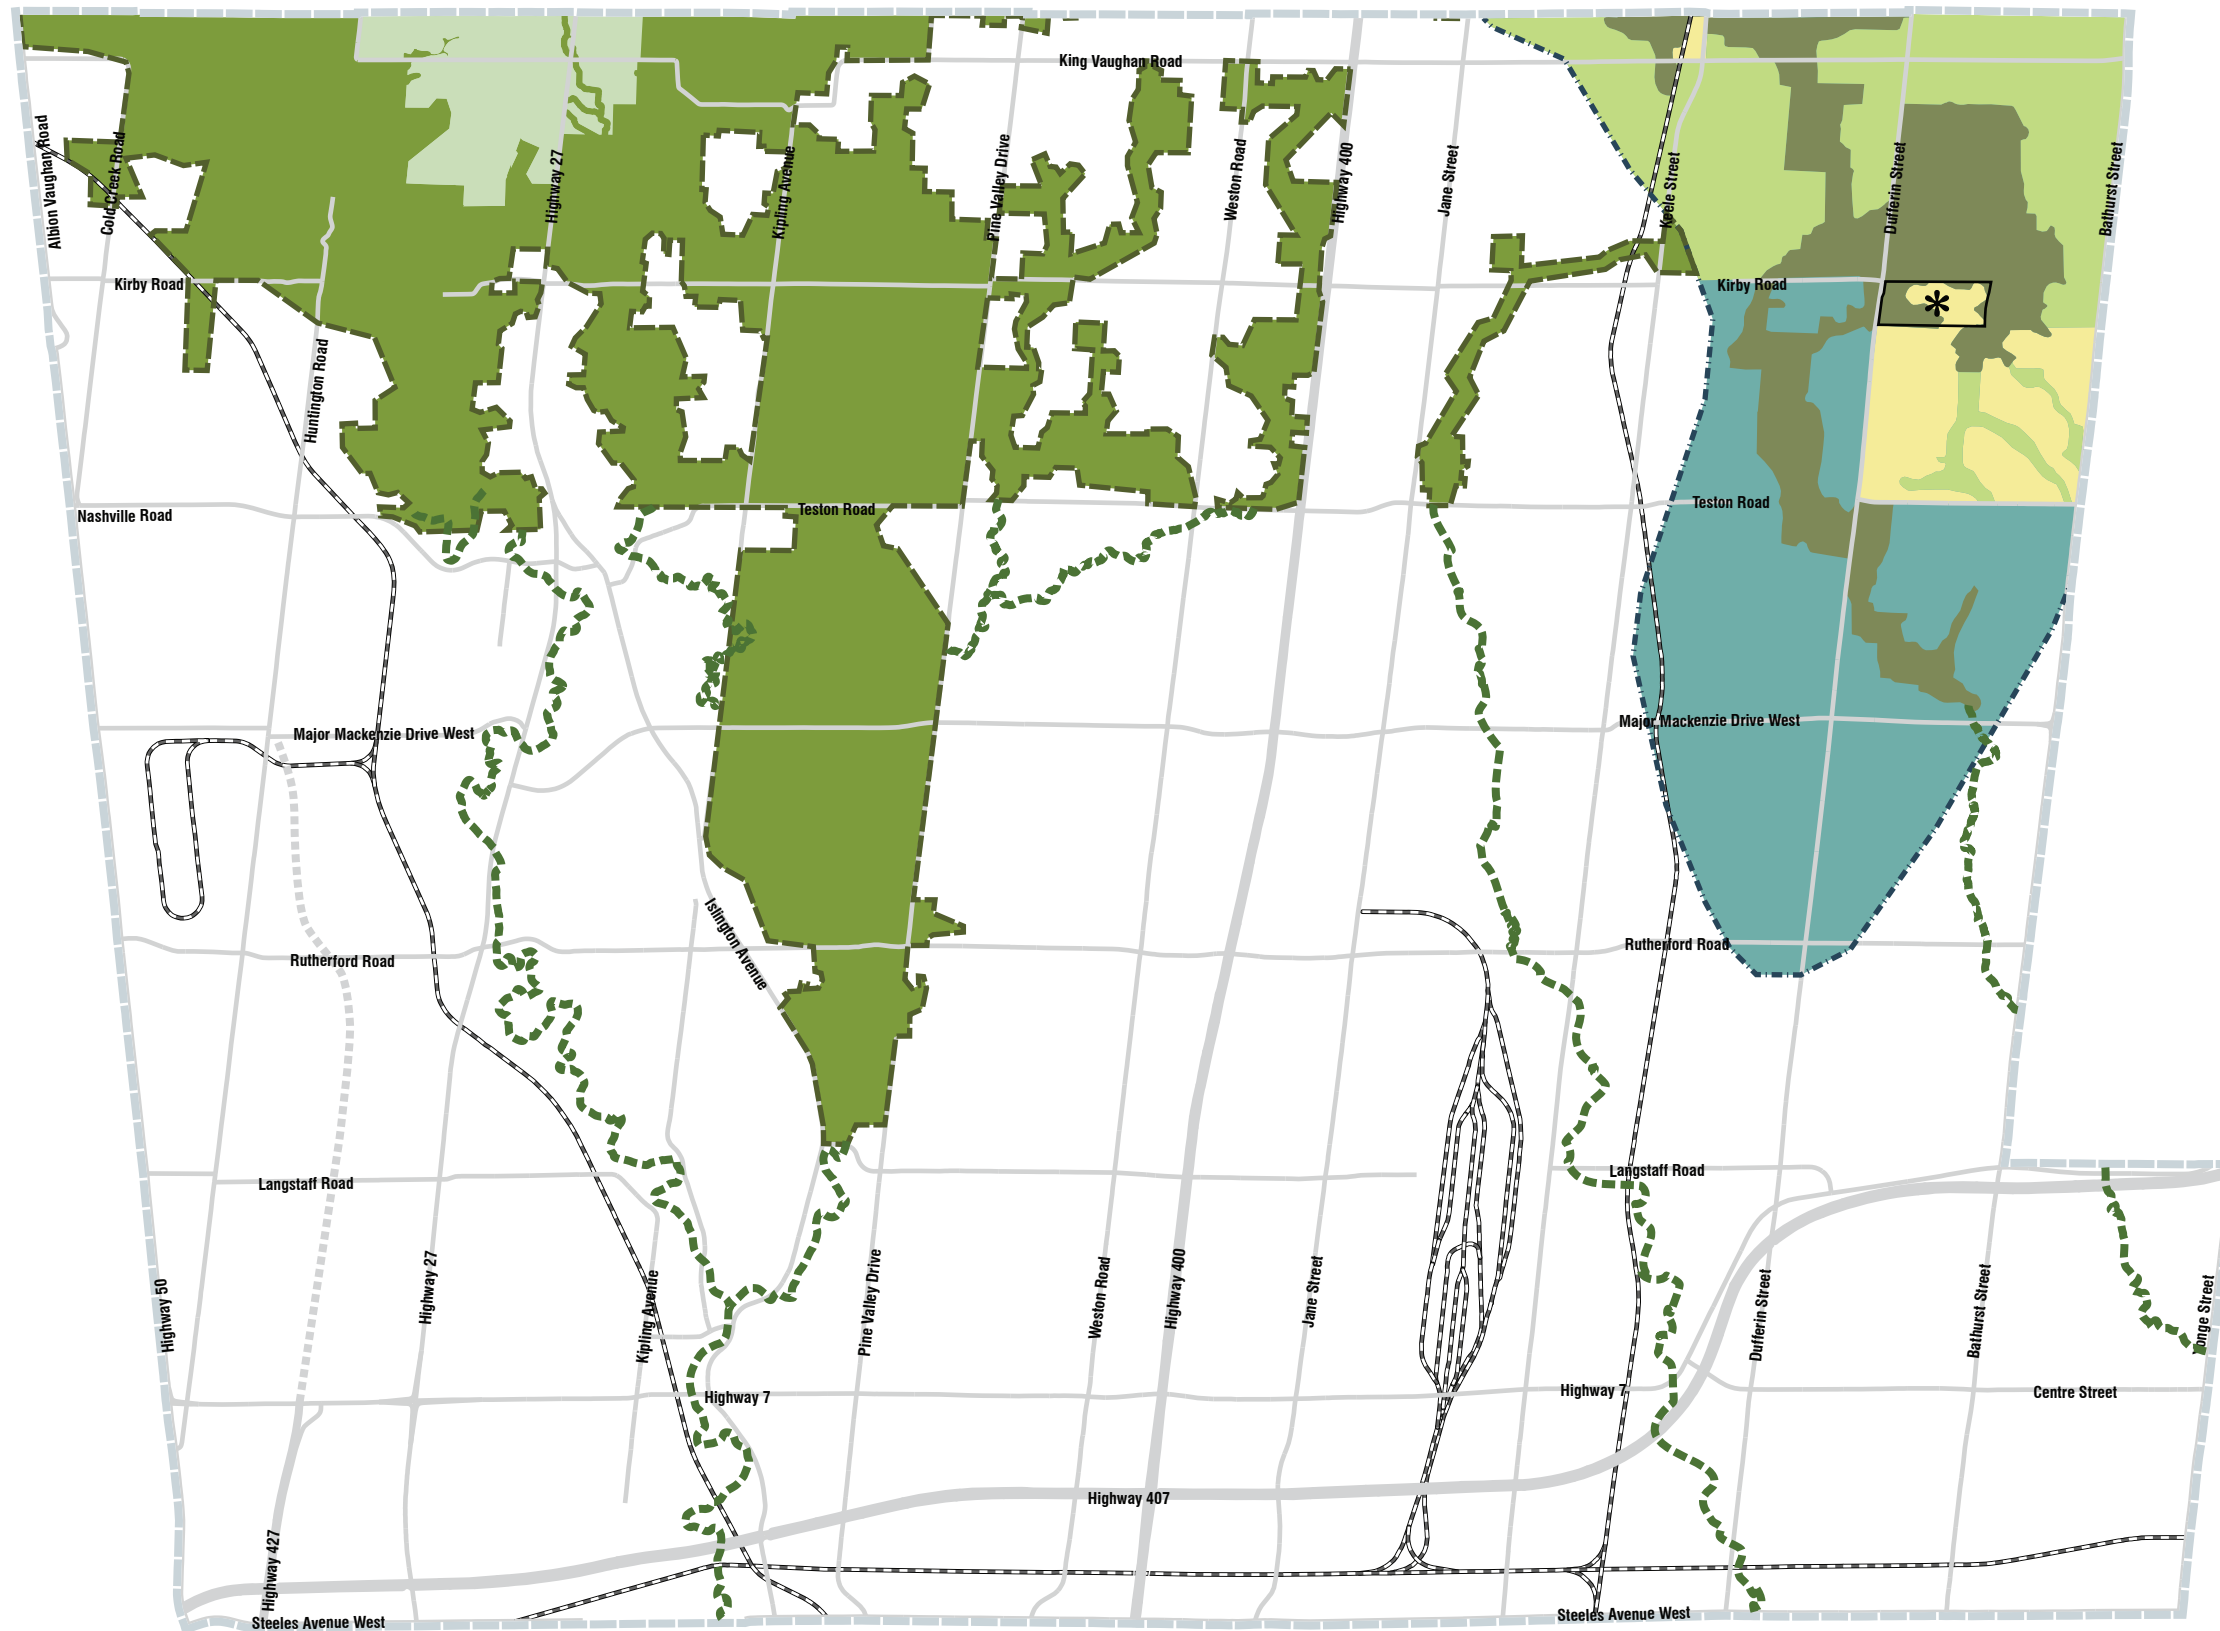 King Vaughan Road
Albion Vaughan Road
Cold Creek Road
Highway 27
Kipling Avenue
Pine Valley Drive
Weston Road
Highway 400
Jane Street
Keele Street
Dufferin Street
Bathurst Street
Kirby Road
Kirby Road
*
Huntington Road
Nashville Road
Teston Road
Teston Road
Major Mackenzie Drive West
Major Mackenzie Drive West
Islington Avenue
Rutherford Road
Rutherford Road
Langstaff Road
Langstaff Road
Highway 50
Highway 27
Kipling Avenue
Pine Valley Drive
Weston Road
Highway 400
Jane Street
Dufferin Street
Bathurst Street
Yonge Street
Highway 7
Highway 7
Centre Street
Highway 407
Highway 427
Steeles Avenue West
Steeles Avenue West